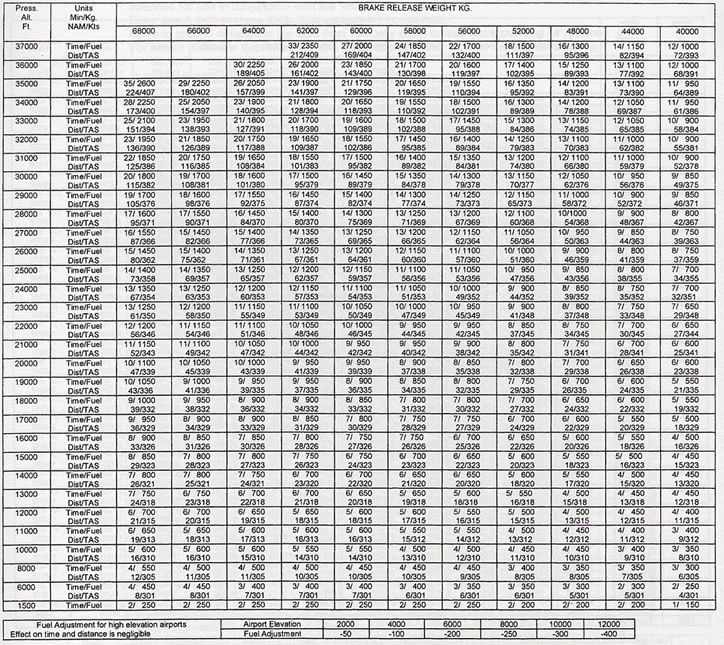 Press. Alt. Ft. Units Min/Kg. NAM/Kts BRAKE RELEASE WEIGHT KG.
68000 66000 64000 62000 60000 58000 56000 52000 48000 44000 40000
37000 Time/Fuel 33/ 2350 27/ 2000 24/ 1850 22/ 1700 18/ 1500 16/ 1300 14/ 1150 12/ 1000
Dist/TAS 212/409 169/404 147/402 132/400 111/397 95/396 82/394 72/393
36000 Time/Fuel 30/ 2250 26/ 2000 23/ 1850 21/ 1700 20/ 1600 17/ 1400 15/ 1250 13/ 1100 12/ 1000
Dist/TAS 189/405 161/402 143/400 130/398 119/397 102/395 89/393 77/392 68/391
35000 Time/Fuel 35/ 2600 29/ 2250 26/ 2050 23/ 1900 21/ 1750 20/ 1650 19/ 1550 16/ 1350 14/ 1200 13/ 1100 11/ 950
Dist/TAS 224/407 180/402 157/399 141/397 129/395 119/395 110/394 95/392 83/391 73/390 64/389
34000 Time/Fuel 28/ 2250 25/ 2050 23/ 1900 21/ 1800 20/ 1650 19/ 1550 18/ 1500 16/ 1300 14/ 1200 12/ 1050 11/ 950
Dist/TAS 173/400 154/397 140/395 128/394 118/393 110/392 102/391 89/389 78/388 69/387 61/386
33000 Time/Fuel 25/ 2100 23/ 1950 21/ 1800 20/ 1700 19/ 1600 18/ 1500 17/ 1450 15/ 1300 13/ 1150 12/ 1050 10/ 900
Dist/TAS 151/394 138/393 127/391 118/390 109/389 102/388 95/388 84/386 74/385 65/385 58/384
32000 Time/Fuel 23/ 1950 21/ 1850 20/ 1750 19/ 1650 18/ 1550 17/ 1450 16/ 1400 14/ 1250 13/ 1100 11/ 1000 10/ 900
Dist/TAS 136/390 126/389 117/388 109/387 102/386 95/385 89/384 79/383 70/383 62/382 55/381
31000 Time/Fuel 22/ 1850 20/ 1750 19/ 1650 18/ 1550 17/ 1500 16/ 1400 15/ 1350 13/ 1200 12/ 1100 11/ 1000 10/ 900
Dist/TAS 125/386 116/385 108/384 101/383 95/382 89/382 84/381 74/380 66/380 59/379 52/378
30000 Time/Fuel 20/ 1800 19/ 1700 18/ 1600 17/ 1500 16/ 1450 15/ 1350 14/ 1300 13/ 1200 12/ 1050 10/ 950 9/ 850
Dist/TAS 115/382 108/381 101/380 95/379 89/379 84/378 79/378 70/377 62/376 56/376 49/375
29000 Time/Fuel 19/ 1700 18/ 1600 17/ 1550 16/ 1450 15/ 1400 14/ 1300 14/ 1250 12/ 1150 11/ 1000 10/ 900 9/ 850
Dist/TAS 105/376 98/376 92/375 87/374 82/374 77/374 73/373 65/373 58/372 52/372 46/371
28000 Time/Fuel 17/ 1600 17/ 1550 16/ 1450 15/ 1400 14/ 1300 13/ 1250 13/ 1200 12/ 1100 10/1000 9/ 900 8/ 800
Dist/TAS 95/371 90/371 84/370 80/370 75/369 71/369 67/369 60/368 54/368 48/367 42/367
27000 Time/Fuel 16/ 1550 15/ 1450 15/ 1400 14/ 1350 13/ 1250 13/ 1200 12/ 1150 11/ 1050 10/ 950 9/ 850 8/ 750
Dist/TAS 87/366 82/366 77/366 73/365 69/365 66/365 62/364 56/364 50/363 44/363 39/363
26000 Time/Fuel 15/ 1450 15/ 1400 14/ 1350 13/ 1250 13/ 1200 12/ 1150 11/ 1100 10/ 1000 9/ 900 8/ 850 7/ 750
Dist/TAS 80/362 75/362 71/361 67/361 64/361 60/360 57/360 51/360 46/359 41/359 37/359
25000 Time/Fuel 14/ 1400 14/ 1350 13/ 1250 12/ 1200 12/ 1150 11/ 1100 11/ 1050 10/ 950 9/ 850 8/ 800 7/ 700
Dist/TAS 73/358 69/357 65/357 62/357 59/357 56/356 53/356 47/356 43/356 38/355 34/355
24000 Time/Fuel 13/ 1350 13/ 1250 12/ 1200 12/ 1150 11/ 1100 11/ 1050 10/ 1000 9/ 900 8/ 850 8/ 750 7/ 700
Dist/TAS 67/354 63/353 60/353 57/353 54/353 51/353 49/352 44/352 39/352 35/352 32/351
23000 Time/Fuel 13/ 1250 12/ 1200 11/ 1150 11/ 1100 10/ 1050 10/ 1000 10/ 950 9/ 900 8/ 800 7/ 750 6/ 650
Dist/TAS 61/350 58/350 55/349 53/349 50/349 47/349 45/349 41/348 37/348 33/348 29/348
22000 Time/Fuel 12/ 1200 11/ 1150 11/ 1100 10/ 1050 10/ 1000 9/ 950 9/ 950 8/ 850 7/ 750 7/ 700 6/ 650
Dist/TAS 56/346 54/346 51/346 48/346 46/345 44/345 42/345 37/345 34/345 30/345 27/344
21000 Time/Fuel 11/ 1150 11/ 1100 10/ 1050 10/ 1000 9/ 950 9/ 950 9/ 900 8/ 800 7/ 750 6/ 700 6/ 600
Dist/TAS 52/343 49/342 47/342 44/342 42/342 40/342 38/342 35/342 31/341 28/341 25/341
20000 Time/Fuel 10/ 1100 10/ 1050 10/ 1000 9/ 950 9/ 950 9/ 900 8/ 850 8/ 800 7/ 700 6/ 650 5/ 600
Dist/TAS 47/339 45/339 43/339 41/339 39/339 37/338 35/338 32/338 29/338 26/338 23/338
19000 Time/Fuel 10/ 1050 9/ 1000 9/ 950 9/ 950 8/ 900 8/ 850 8/ 800 7/ 750 6/ 700 6/ 600 5/ 550
Dist/TAS 43/336 41/336 39/335 37/335 36/335 34/335 32/335 29/335 26/335 24/335 21/335
18000 Time/Fuel 9/ 1000 9/ 950 8/ 900 8/ 900 8/ 850 7/ 800 7/ 800 7/ 700 6/ 650 6/ 600 5/ 550
Dist/TAS 39/332 38/332 36/332 34/332 33/332 31/332 30/332 27/332 24/332 22/332 19/332
17000 Time/Fuel 9/ 950 8/ 900 8/ 850 8/ 850 7/ 800 7/ 750 7/ 750 6/ 700 6/ 600 5/ 550 5/ 500
Dist/TAS 36/329 34/329 33/329 31/329 30/329 28/329 27/329 24/329 22/329 20/329 18/329
16000 Time/Fuel 8/ 900 8/ 850 8/ 850 7/ 800 7/ 750 7/ 750 6/ 700 6/ 650 5/ 600 5/ 550 4/ 500
Dist/TAS 33/326 31/326 30/326 28/326 27/326 26/326 25/326 22/326 20/326 18/326 16/326
15000 Time/Fuel 8/ 850 7/ 800 7/ 800 7/ 750 7/ 700 6/ 700 6/ 650 6/ 600 5/ 550 5/ 500 4/ 450
Dist/TAS 29/323 28/323 27/323 26/323 24/323 23/323 22/323 20/323 18/323 16/323 15/323
14000 Time/Fuel 7/ 800 7/ 750 7/ 750 6/ 700 6/ 700 6/ 650 6/ 650 5/ 600 5/ 550 4/ 500 4/ 450
Dist/TAS 26/321 25/321 24/321 23/320 22/320 21/320 20/320 18/320 17/320 15/320 13/320
13000 Time/Fuel 7/ 750 6/ 750 6/ 700 6/ 650 6/ 650 6/ 600 5/ 600 5/ 550 4/ 500 4/ 450 4/ 400
Dist/TAS 24/318 23/318 22/318 21/318 20/318 19/318 18/318 16/318 15/318 13/318 12/318
12000 Time/Fuel 6/ 700 6/ 700 6/ 650 6/ 600 5/ 600 5/ 600 5/ 550 5/ 500 4/ 450 4/ 450 4/ 400
Dist/TAS 21/315 20/315 19/315 18/315 18/315 17/315 16/315 15/315 13/315 12/315 11/315
11000 Time/Fuel 6/ 650 6/ 650 5/ 600 5/ 600 5/ 550 5/ 550 5/ 500 4/ 500 4/ 450 4/ 400 3/ 400
Dist/TAS 19/313 18/313 17/313 16/313 16/313 15/312 14/312 13/312 12/312 11/312 9/312
10000 Time/Fuel 5/ 600 5/ 600 5/ 550 5/ 550 5/ 500 4/ 500 4/ 500 4/ 450 4/ 400 3/ 400 3/ 350
Dist/TAS 16/310 16/310 15/310 14/310 14/310 13/310 12/310 11/310 10/310 9/310 8/310
8000 Time/Fuel 4/ 550 4/ 500 4/ 500 4/ 450 4/ 450 4/ 450 4/ 400 3/ 400 3/ 350 3/ 350 3/ 300
Dist/TAS 12/305 11/305 11/305 10/305 10/305 10/305 9/305 8/305 8/305 7/305 6/305
6000 Time/Fuel 4/ 450 4/ 450 3/ 400 3/ 400 3/ 400 3/ 400 3/ 350 3/ 350 3/ 300 3/ 300 2/ 250
Dist/TAS 8/301 8/301 7/301 7/301 7/301 6/301 6/301 6/301 5/301 5/301 4/301
1500 Time/Fuel 2/ 250 2/ 250 2/ 250 2/ 250 2/ 250 2/ 250 2/ 250 2/ 200 2/ 200 2/ 200 1/ 150
Fuel Adjustment for high elevation airports Airport Elevation 2000 4000 6000 8000 10000 12000
Effect on time and distance is negligible Fuel Adjustment -50 -100 -200 -250 -300 -400